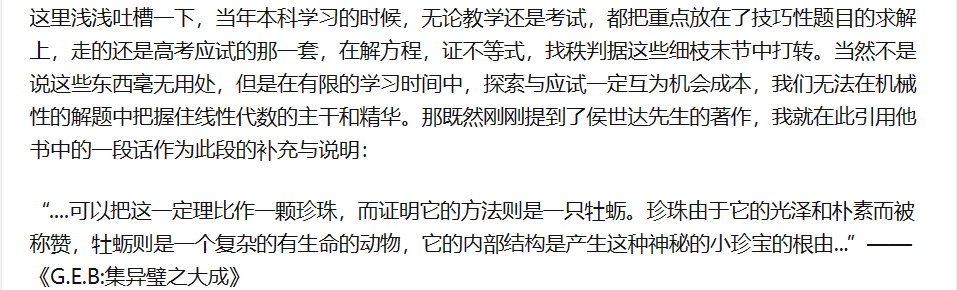 这里浅浅吐槽一下，当年本科学习的时候，无论教学还是考试，都把重点放在了技巧性题目的求解
上，走的还是高考应试的那一套，在解方程，证不等式，找秩判据这些细枝末节中打转。当然不是
说这些东西毫无用处，但是在有限的学习时间中，探索与应试一定互为机会成本，我们无法在机械
性的解题中把握住线性代数的主干和精华。那既然刚刚提到了侯世达先生的著作，我就在此引用他
书中的一段话作为此段的补充与说明：
“....可以把这一定理比作一颗珍珠，而证明它的方法则是一只牡蛎。珍珠由于它的光泽和朴素而被
称赞，牡蛎则是一个复杂的有生命的动物，它的内部结构是产生这种神秘的小珍宝的根由...”——
《G.E.B:集异璧之大成》